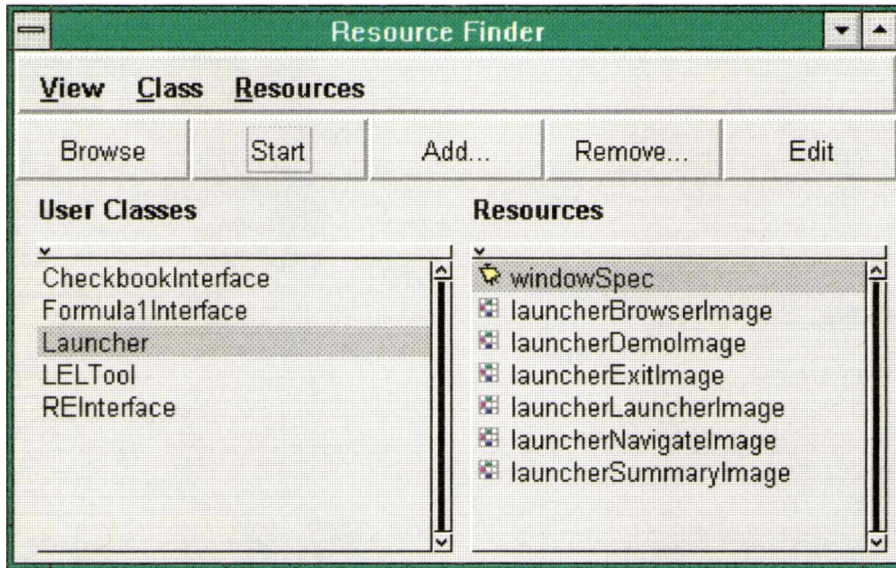 Resource Finder
View Class Resources
Browse Start Add... Remove... Edit
User Classes
CheckbookInterface
Formula1Interface
Launcher
LELTool
REInterface
Resources
windowSpec
launcherBrowserImage
launcherDemoImage
launcherExitImage
launcherLauncherImage
launcherNavigateImage
launcherSummaryImage